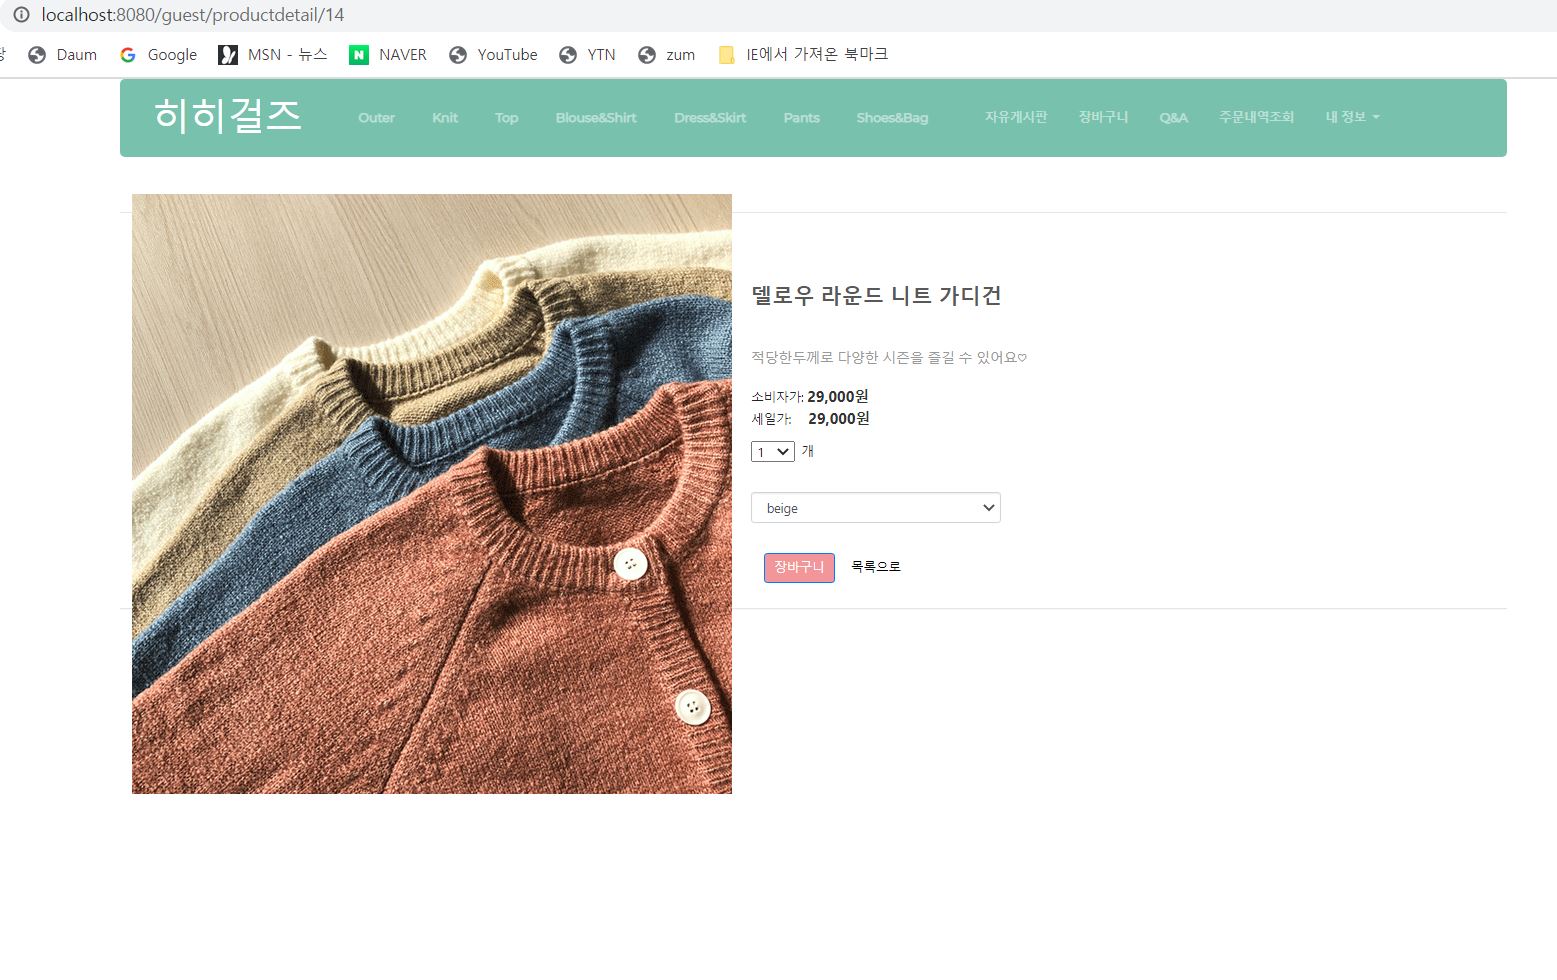 localhost:8080/guest/productdetail/14
Daum Google MSN - 뉴스 NAVER YouTube YTN zum IE에서 가져온 북마크
히히걸즈 Outer Knit Top Blouse&Shirt Dress&Skirt Pants Shoes&Bag 자유게시판 장바구니 Q&A 주문내역조회 내 정보
델로우 라운드 니트 가디건
적당한두께로 다양한 시즌을 즐길 수 있어요♡
소비자가: 29,000원
세일가: 29,000원
1 개
beige
장바구니 목록으로